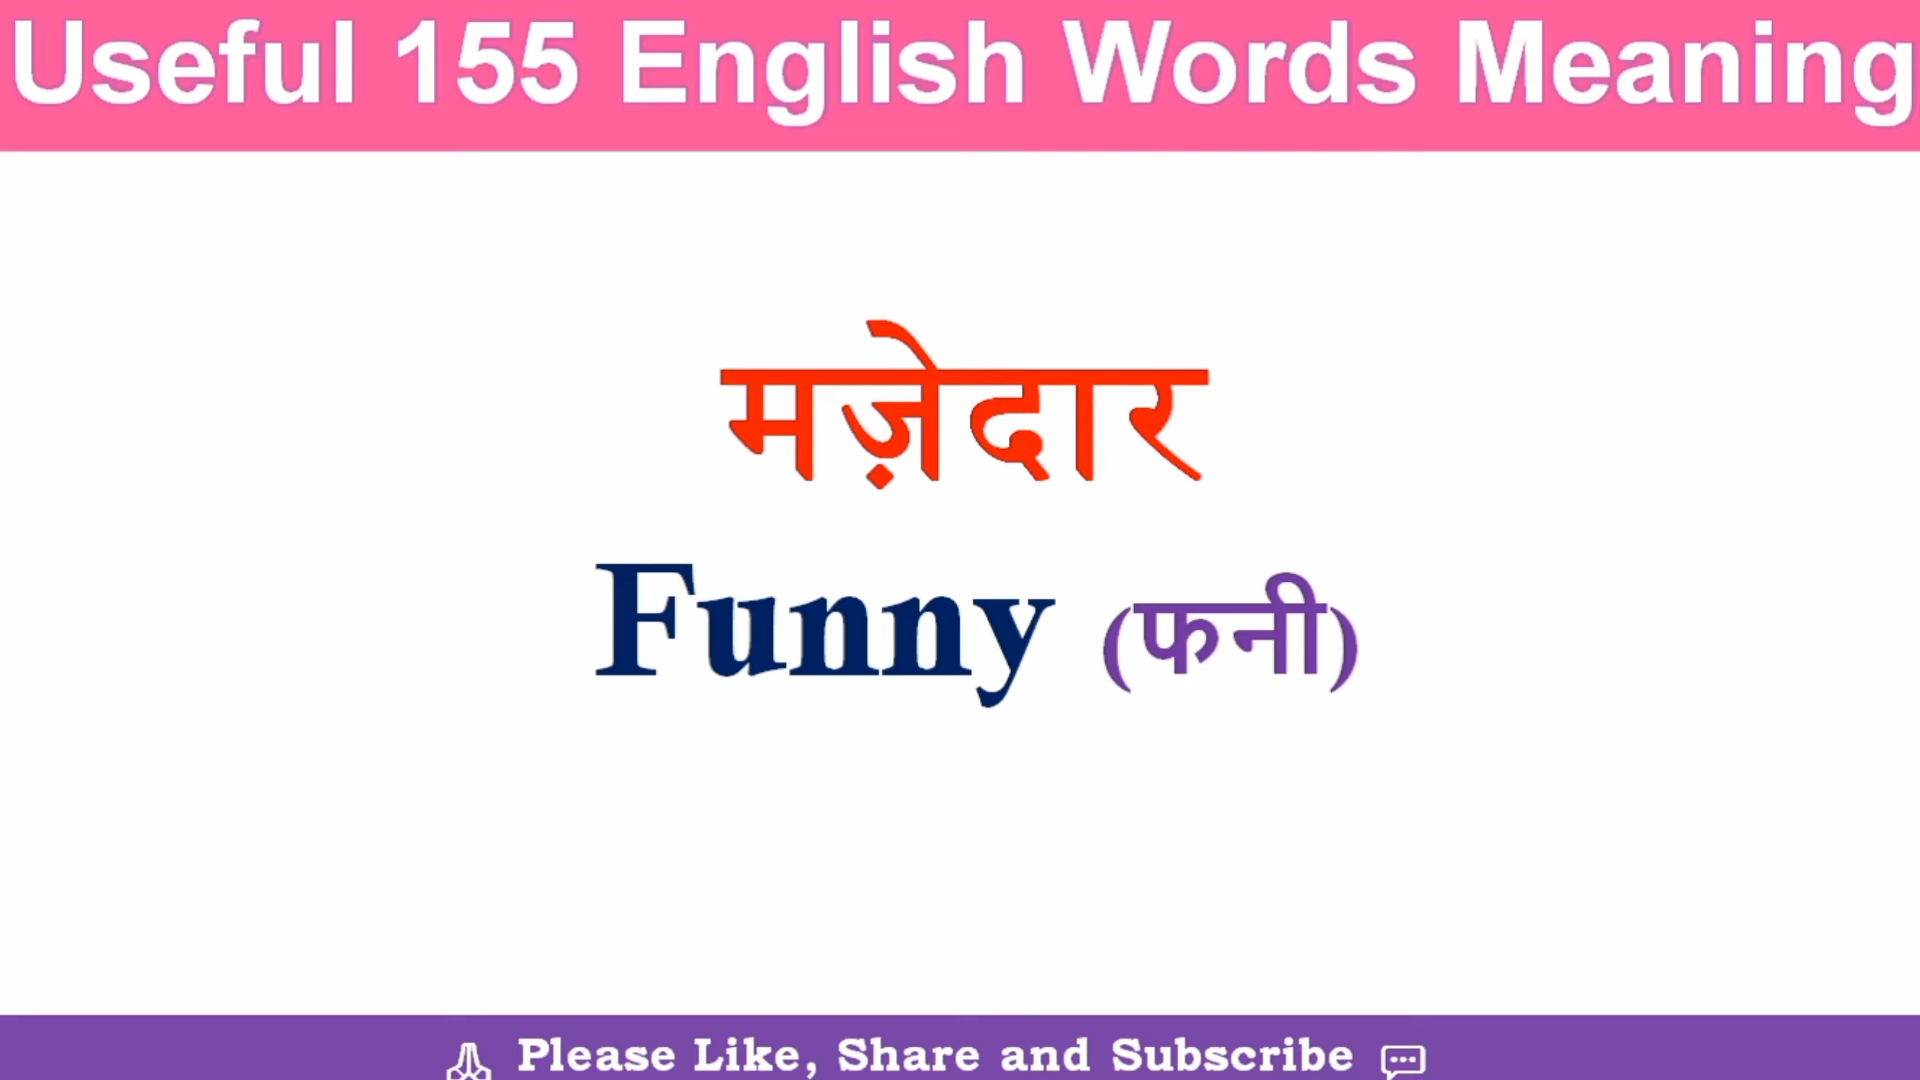 Useful 155 English Words Meaning
मज़ेदार
Funny (फनी)
Please Like, Share and Subscribe